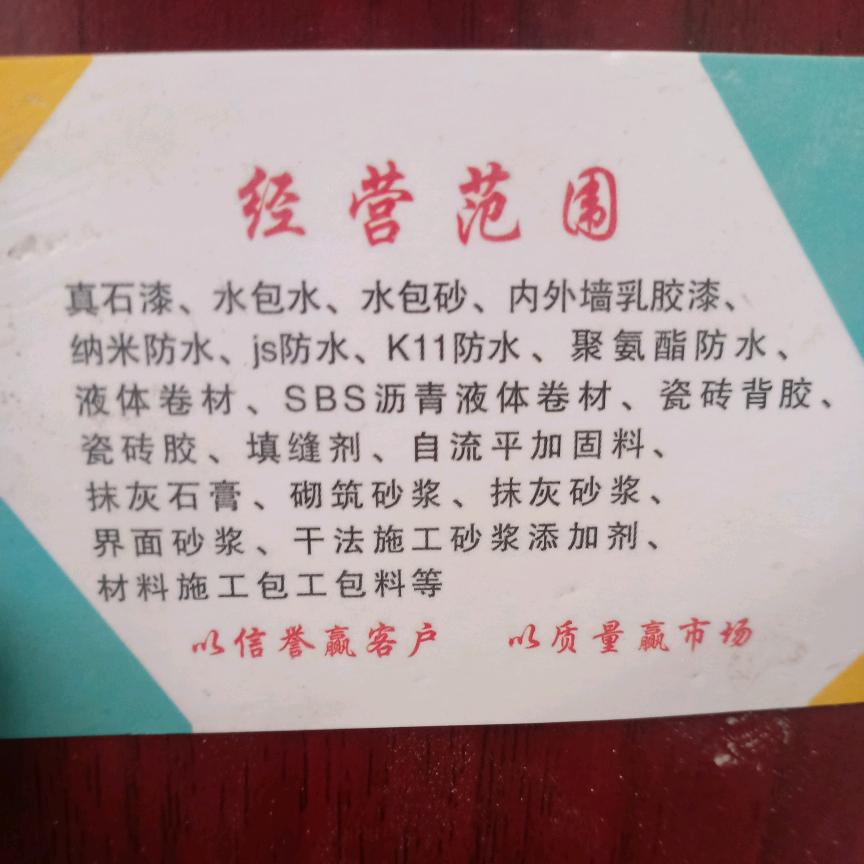 经营范围
真石漆、水包水、水包砂、内外墙乳胶漆、
纳米防水、js防水、K11防水、聚氨酯防水、
液体卷材、SBS沥青液体卷材、瓷砖背胶、
瓷砖胶、填缝剂、自流平加固料、
抹灰石膏、砌筑砂浆、抹灰砂浆、
界面砂浆、干法施工砂浆添加剂、
材料施工包工包料等
以信誉赢客户 以质量赢市场